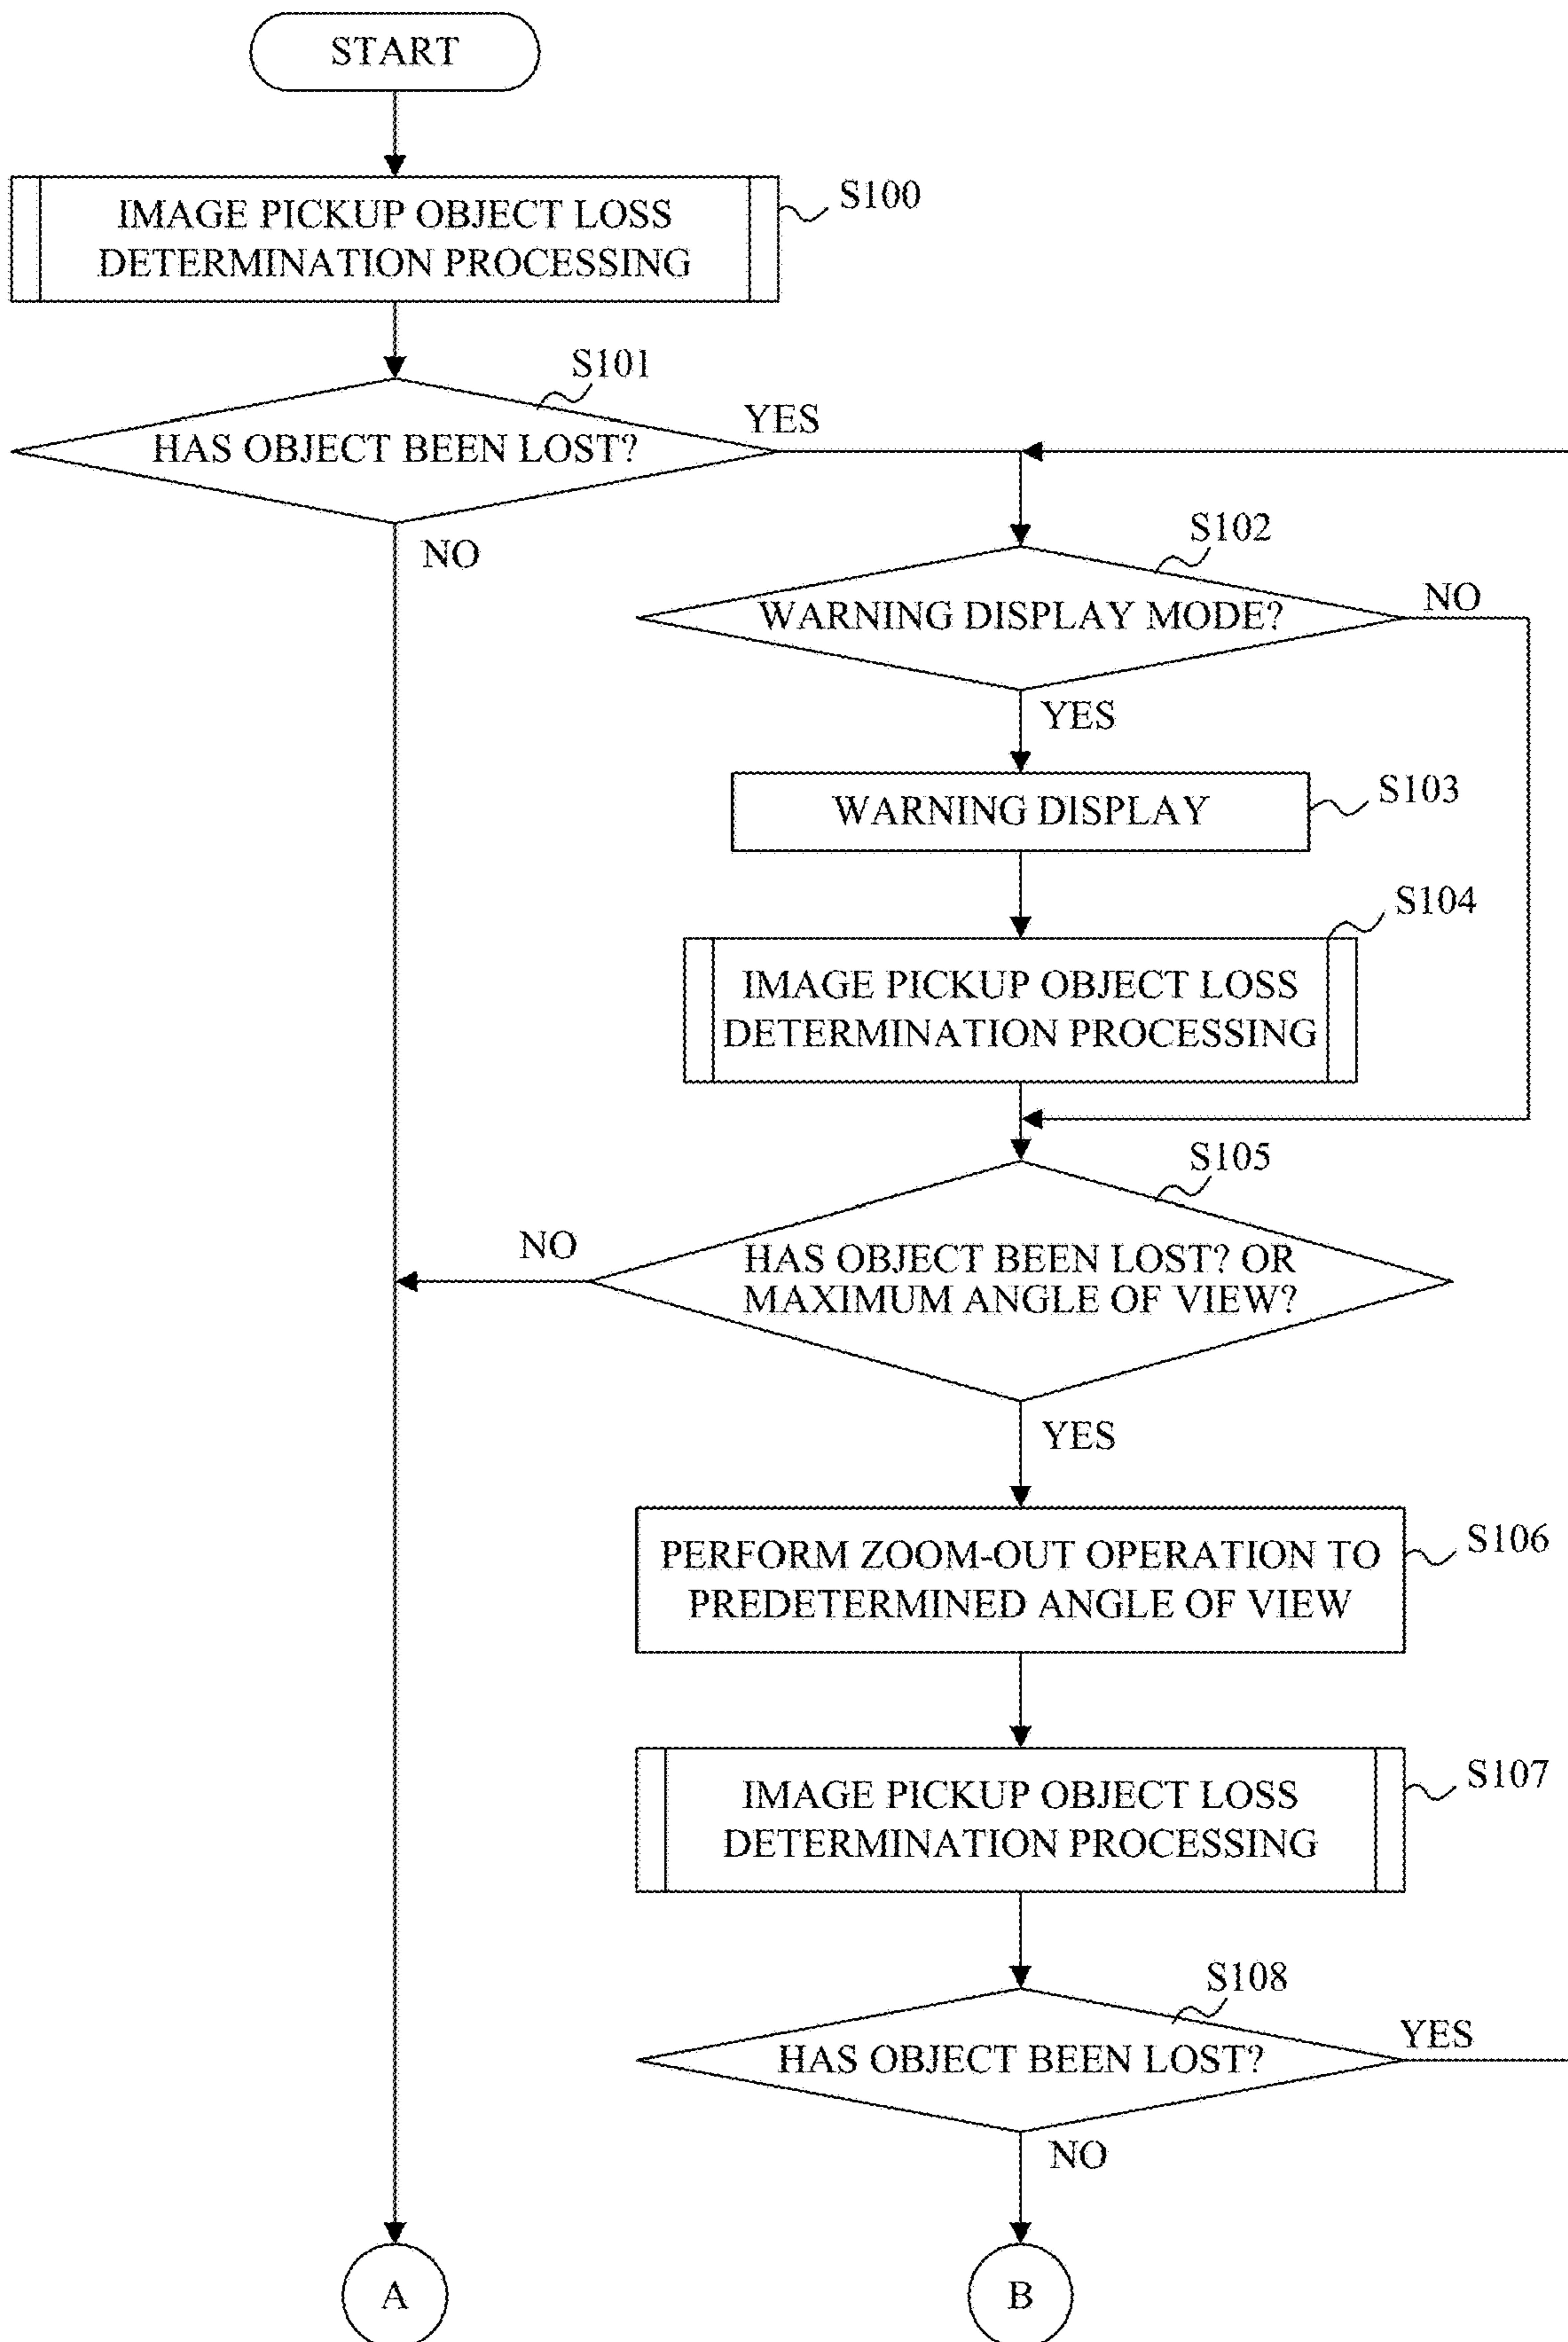 START
IMAGE PICKUP OBJECT LOSS
DETERMINATION PROCESSING
S100
S101
HAS OBJECT BEEN LOST?
YES
NO
S102
WARNING DISPLAY MODE?
NO
YES
WARNING DISPLAY
S103
S104
IMAGE PICKUP OBJECT LOSS
DETERMINATION PROCESSING
S105
NO
HAS OBJECT BEEN LOST? OR
MAXIMUM ANGLE OF VIEW?
YES
PERFORM ZOOM-OUT OPERATION TO
PREDETERMINED ANGLE OF VIEW
S106
IMAGE PICKUP OBJECT LOSS
DETERMINATION PROCESSING
S107
S108
HAS OBJECT BEEN LOST?
YES
NO
A
B